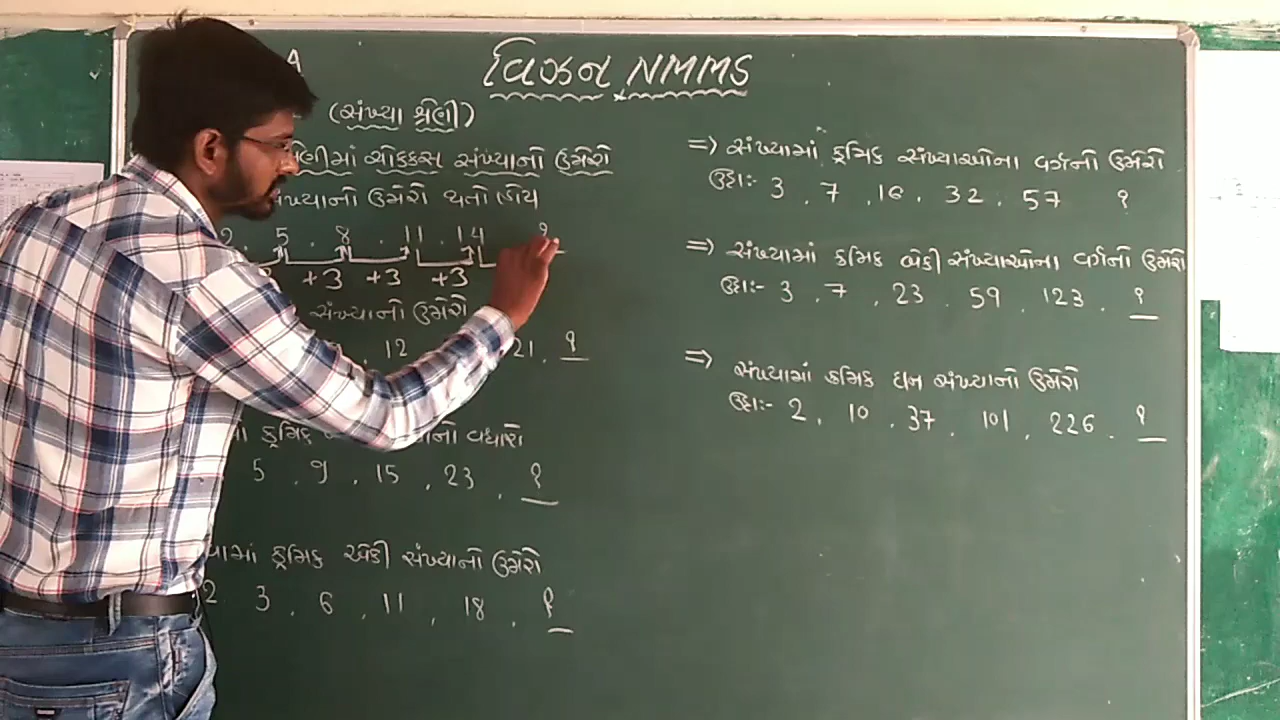 A
વિઝન NMMS
(સંખ્યા શ્રેણી)
શ્રેણીમાં ચોક્કસ સંખ્યાનો ઉમેરો
સંખ્યાનો ઉમેરો થતો હોય
2, 5, 8, 11, 14 ?
+3 +3 +3
સંખ્યાનો ઉમેરો
, 12 21, ?
ક્રમિક વધારો
5, 9, 15, 23, ?
ક્રમિક એકી સંખ્યાનો ઉમેરો
2 3, 6, 11, 18, ?
=> સંખ્યામાં ક્રમિક સંખ્યાઓના વર્ગનો ઉમેરો
ઉદા:- 3, 7, 16, 32, 57 ?
=> સંખ્યામાં ક્રમિક બેકી સંખ્યાઓના વર્ગનો ઉમેરો
ઉદા:- 3, 7, 23, 59, 123, ?
=> સંખ્યામાં ક્રમિક ઘન સંખ્યાનો ઉમેરો
ઉદા:- 2, 10, 37, 101, 226, ?